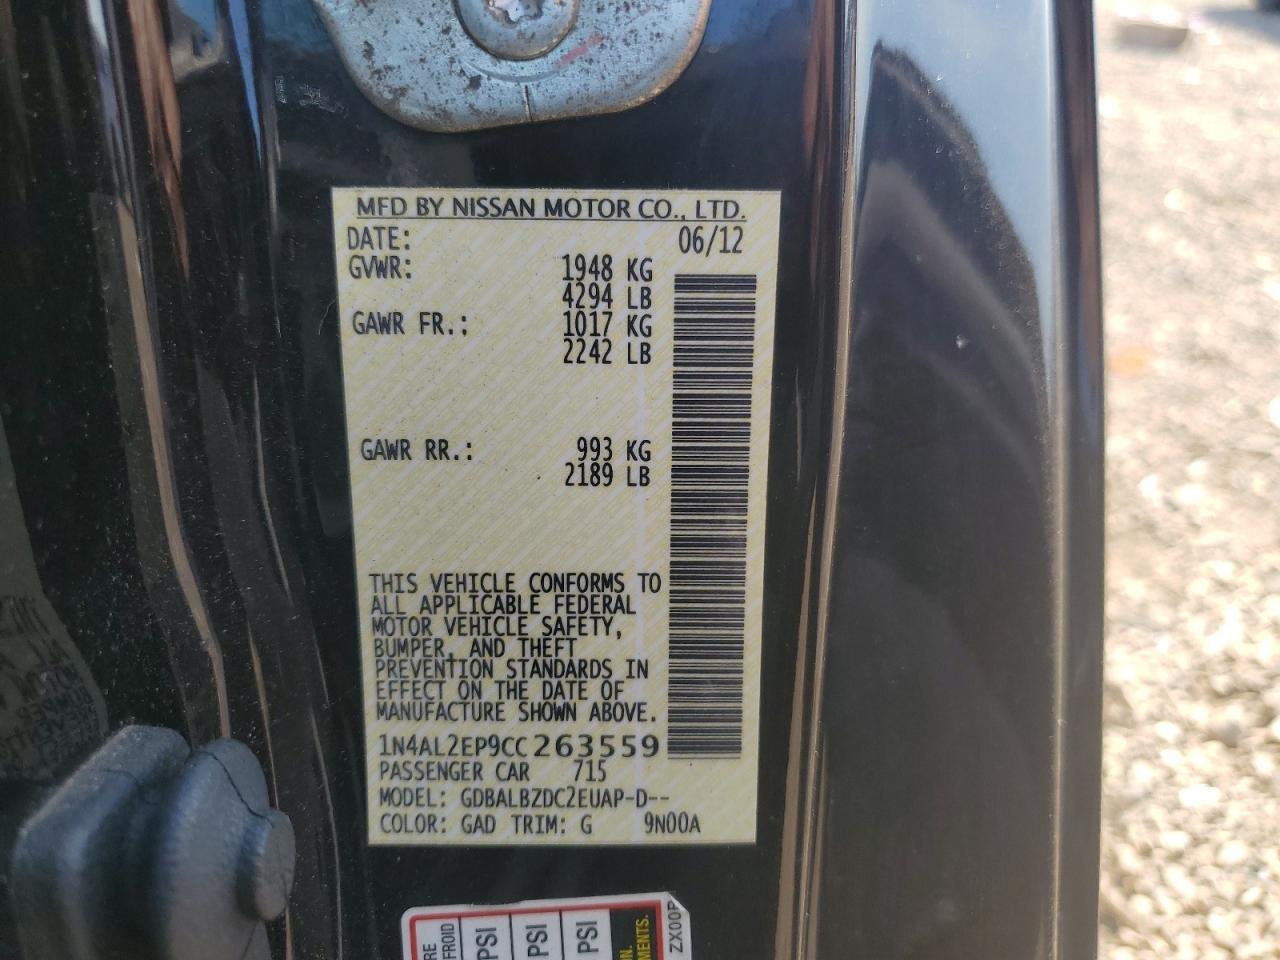 MFD BY NISSAN MOTOR CO., LTD.
DATE: 06/12
GVWR: 1948 KG
4294 LB
GAWR FR.: 1017 KG
2242 LB
GAWR RR.: 993 KG
2189 LB
THIS VEHICLE CONFORMS TO
ALL APPLICABLE FEDERAL
MOTOR VEHICLE SAFETY,
BUMPER, AND THEFT
PREVENTION STANDARDS IN
EFFECT ON THE DATE OF
MANUFACTURE SHOWN ABOVE.
1N4AL2EP9CC263559
PASSENGER CAR 715
MODEL: GDBALBZDC2EUAP-D--
COLOR: GAD TRIM: G 9N00A
FROID
PSI
PSI
PSI
ZX00P